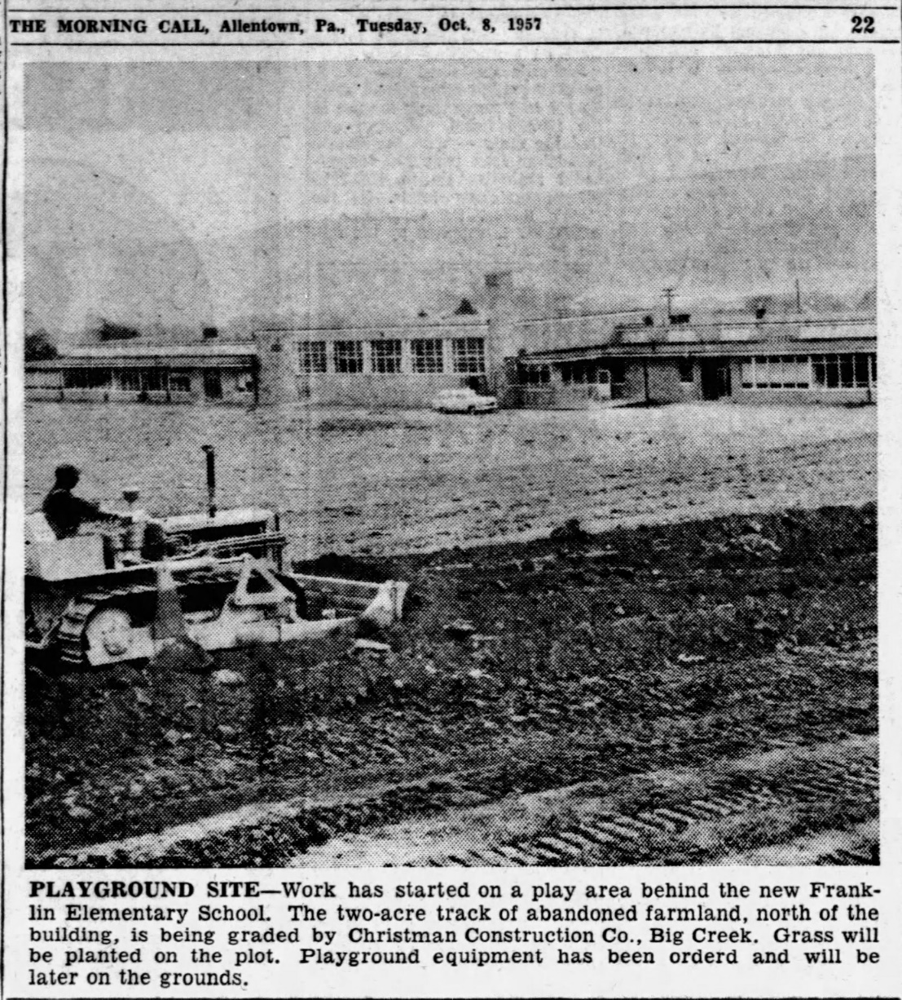 THE MORNING CALL, Allentown, Pa., Tuesday, Oct. 8, 1957 22
PLAYGROUND SITE—Work has started on a play area behind the new Frank-
lin Elementary School. The two-acre track of abandoned farmland, north of the
building, is being graded by Christman Construction Co., Big Creek. Grass will
be planted on the plot. Playground equipment has been orderd and will be
later on the grounds.